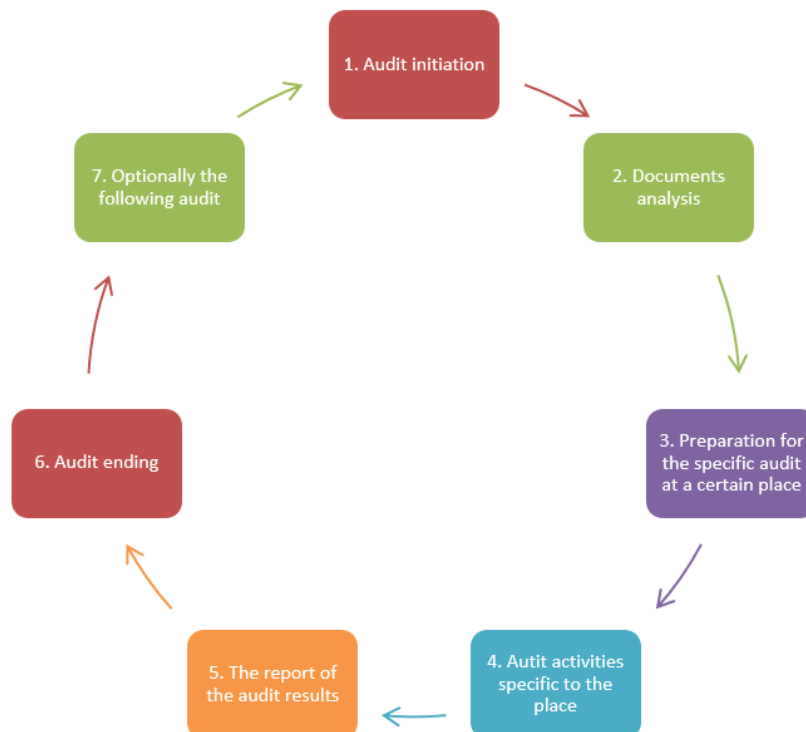 1. Audit initiation
2. Documents
analysis
3. Preparation for
the specific audit
at a certain place
4. Autit activities
specific to the
place
5. The report of
the audit results
6. Audit ending
7. Optionally the
following audit